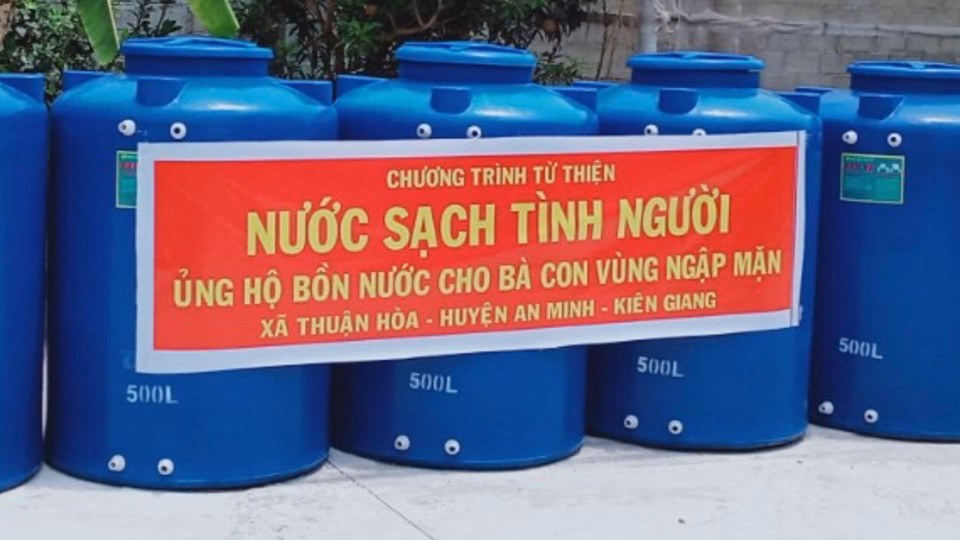 CHƯƠNG TRÌNH TỪ THIỆN
NƯỚC SẠCH TÌNH NGƯỜI
ỦNG HỘ BỒN NƯỚC CHO BÀ CON VÙNG NGẬP MẶN
XÃ THUẬN HÒA - HUYỆN AN MINH - KIÊN GIANG
500L
500L
500L
500L